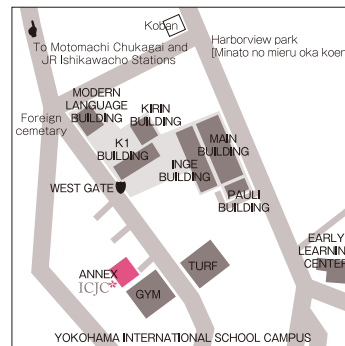 Koban
To Motomachi Chukagai and
JR Ishikawacho Stations
Harborview park
[Minato no mieru oka koen
MODERN
LANGUAGE
BUILDING
KIRIN
BUILDING
Foreign
cemetary
K1
BUILDING
MAIN
BUILDING
INGE
BUILDING
WEST GATE
PAULI
BUILDING
EARLY
LEARNIN
CENTER
ANNEX
ICJC*
TURF
GYM
YOKOHAMA INTERNATIONAL SCHOOL CAMPUS